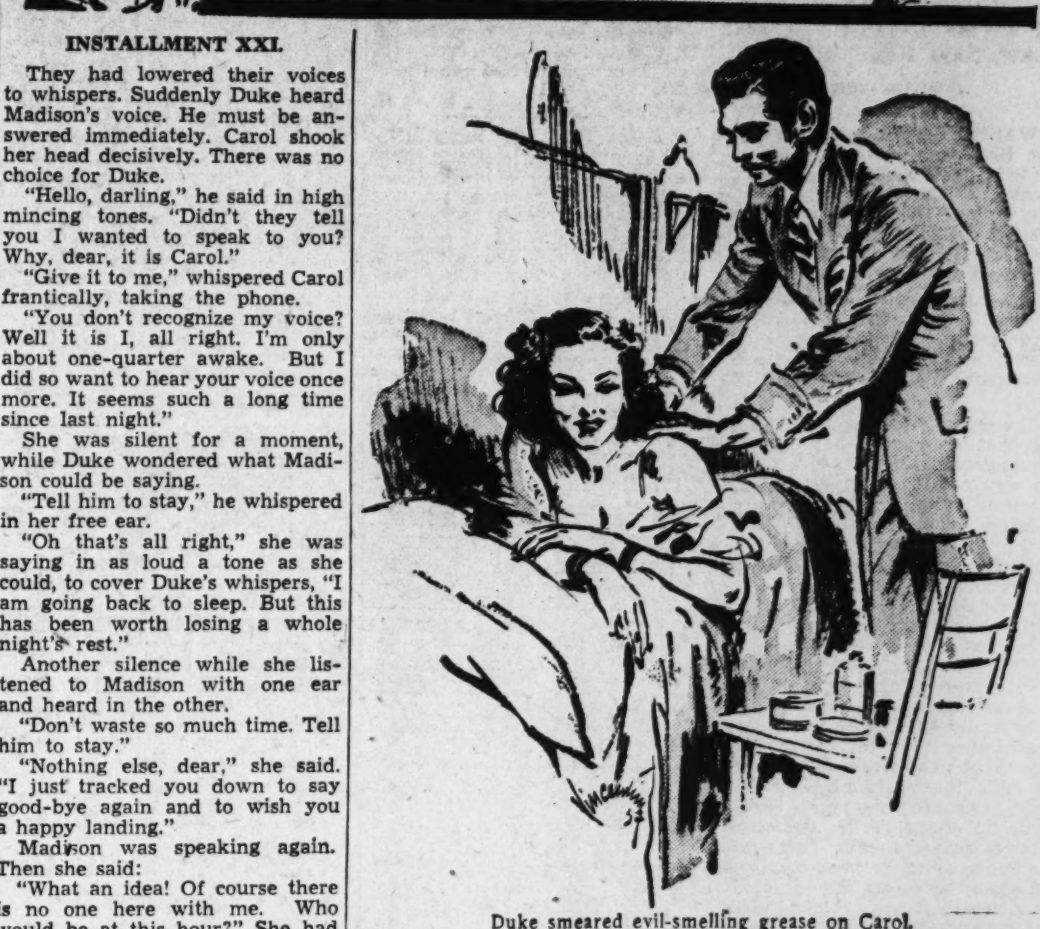 INSTALLMENT XXI.
They had lowered their voices
to whispers. Suddenly Duke heard
Madison's voice. He must be an-
swered immediately. Carol shook
her head decisively. There was no
choice for Duke.
"Hello, darling," he said in high
mincing tones. "Didn't they tell
you I wanted to speak to you?
Why, dear, it is Carol."
"Give it to me," whispered Carol
frantically, taking the phone.
"You don't recognize my voice?
Well it is I, all right. I'm only
about one-quarter awake. But I
did so want to hear your voice once
more. It seems such a long time
since last night."
She was silent for a moment,
while Duke wondered what Madi-
son could be saying.
"Tell him to stay," he whispered
in her free ear.
"Oh that's all right," she was
saying in as loud a tone as she
could, to cover Duke's whispers, "I
am going back to sleep. But this
has been worth losing a whole
night's rest."
Another silence while she lis-
tened to Madison with one ear
and heard in the other.
"Don't waste so much time. Tell
him to stay."
"Nothing else, dear," she said.
"I just tracked you down to say
good-bye again and to wish you
a happy landing."
Madison was speaking again.
Then she said:
"What an idea! Of course there
is no one here with me. Who
would be at this hour?" She had
Duke smeared evil-smelling grease on Carol.